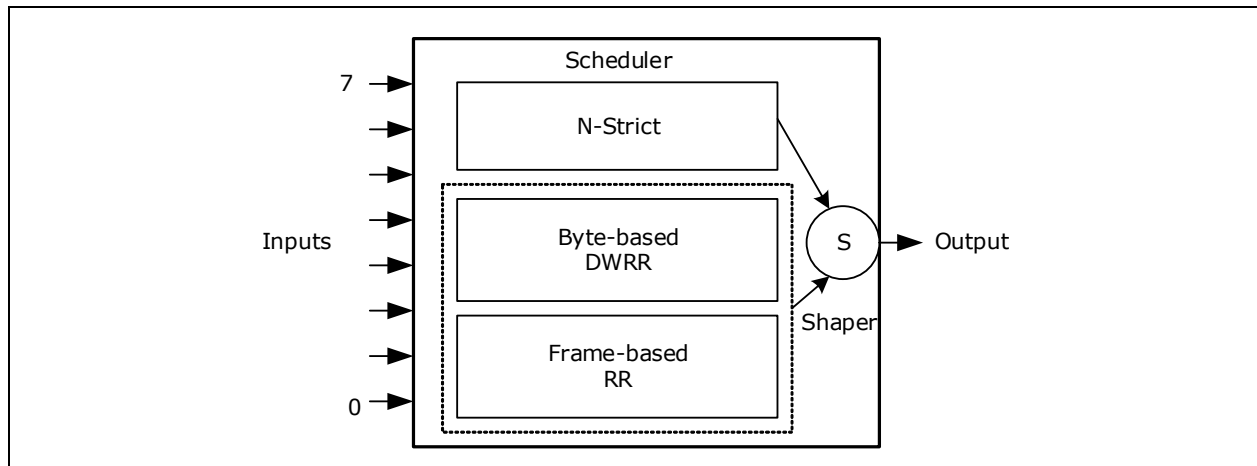 Scheduler
7
N-Strict
Inputs
Byte-based
DWRR
S
Output
Shaper
Frame-based
RR
0